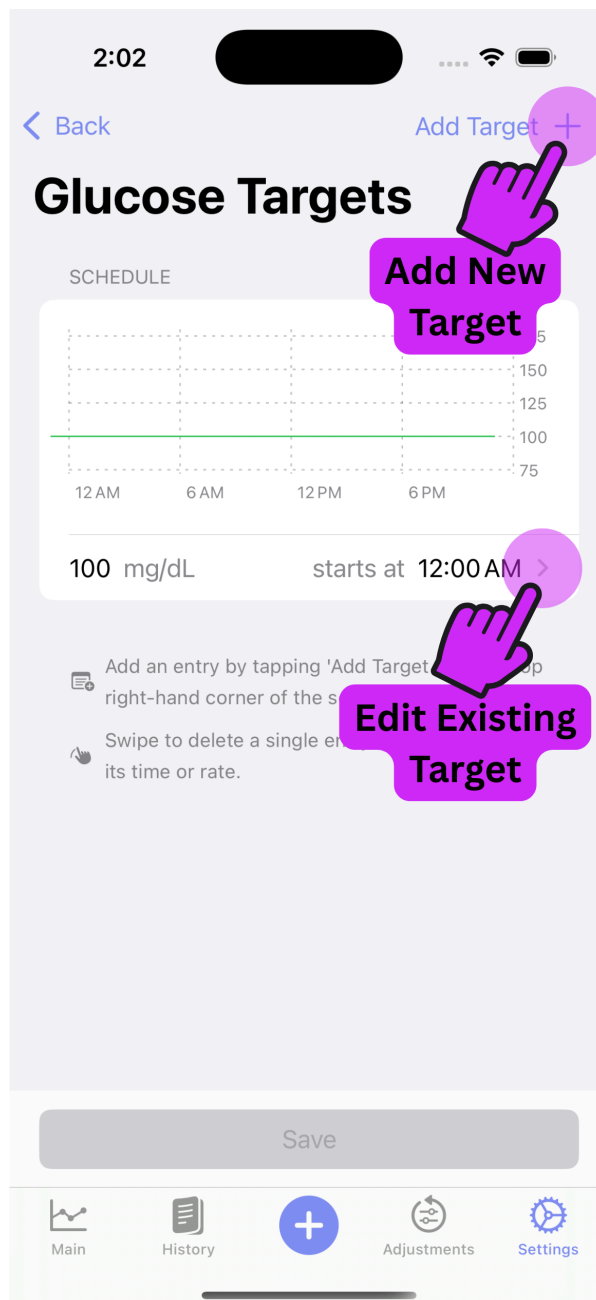 2:02
Back
Add Target
Glucose Targets
Add New
Target
SCHEDULE
5
150
125
100
75
12 AM 6 AM 12 PM 6 PM
100 mg/dL starts at 12:00 AM
Add an entry by tapping 'Add Target
right-hand corner of the
Edit Existing
Target
Swipe to delete a single
its time or rate.
Save
Main History Adjustments Settings